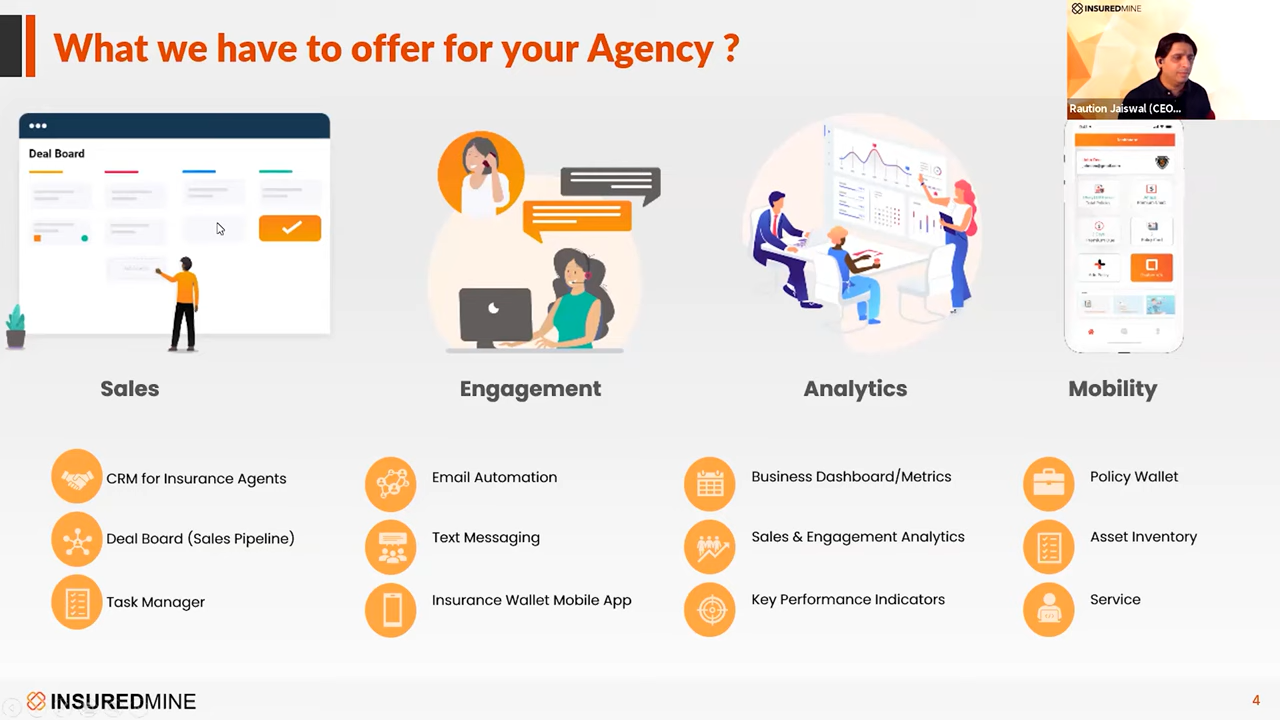 What we have to offer for your Agency ?
INSUREDMINE
Raution Jaiswal (CEO...
Deal Board
Sales
Engagement
Analytics
Mobility
CRM for Insurance Agents
Deal Board (Sales Pipeline)
Task Manager
Email Automation
Text Messaging
Insurance Wallet Mobile App
Business Dashboard/Metrics
Sales & Engagement Analytics
Key Performance Indicators
Policy Wallet
Asset Inventory
Service
INSUREDMINE
4